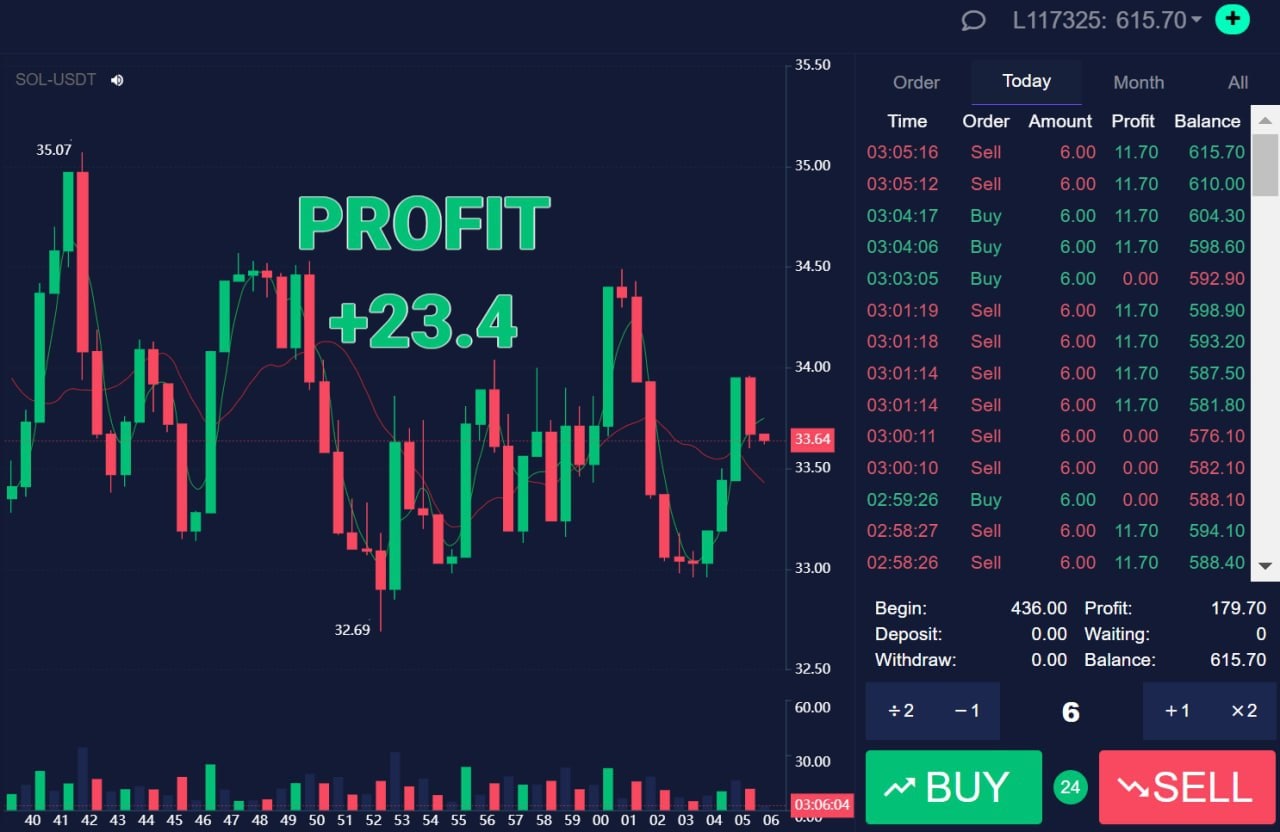 L117325: 615.70
SOL-USDT
35.50
35.07
35.00
PROFIT
34.50
+23.4
34.00
33.64
33.50
33.00
32.69
32.50
60.00
30.00
03:06:04
0.00
40 41 42 43 44 45 46 47 48 49 50 51 52 53 54 55 56 57 58 59 00 01 02 03 04 05 06
Order Today Month All
Time Order Amount Profit Balance
03:05:16 Sell 6.00 11.70 615.70
03:05:12 Sell 6.00 11.70 610.00
03:04:17 Buy 6.00 11.70 604.30
03:04:06 Buy 6.00 11.70 598.60
03:03:05 Buy 6.00 0.00 592.90
03:01:19 Sell 6.00 11.70 598.90
03:01:18 Sell 6.00 11.70 593.20
03:01:14 Sell 6.00 11.70 587.50
03:01:14 Sell 6.00 11.70 581.80
03:00:11 Sell 6.00 0.00 576.10
03:00:10 Sell 6.00 0.00 582.10
02:59:26 Buy 6.00 0.00 588.10
02:58:27 Sell 6.00 11.70 594.10
02:58:26 Sell 6.00 11.70 588.40
Begin: 436.00 Profit: 179.70
Deposit: 0.00 Waiting: 0
Withdraw: 0.00 Balance: 615.70
÷2 −1 6 +1 ×2
BUY 24 SELL